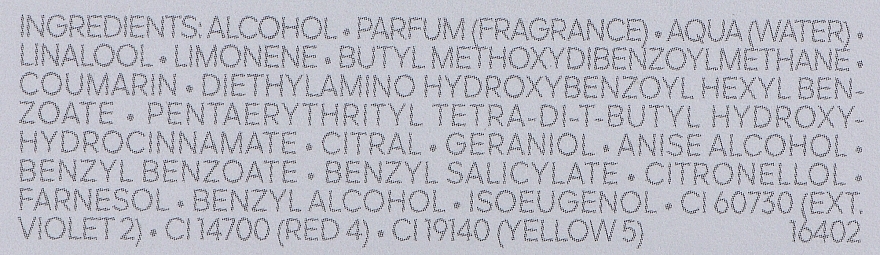 INGREDIENTS: ALCOHOL • PARFUM (FRAGRANCE) • AQUA (WATER) •
LINALOOL • LIMONENE • BUTYL METHOXYDIBENZOYLMETHANE •
COUMARIN • DIETHYLAMINO HYDROXYBENZOYL HEXYL BEN-
ZOATE • PENTAERYTHRITYL TETRA-DI-T-BUTYL HYDROXY-
HYDROCINNAMATE • CITRAL • GERANIOL • ANISE ALCOHOL •
BENZYL BENZOATE • BENZYL SALICYLATE • CITRONELLOL •
FARNESOL • BENZYL ALCOHOL • ISOEUGENOL • CI 60730 (EXT.
VIOLET 2) • CI 14700 (RED 4) • CI 19140 (YELLOW 5) 16402